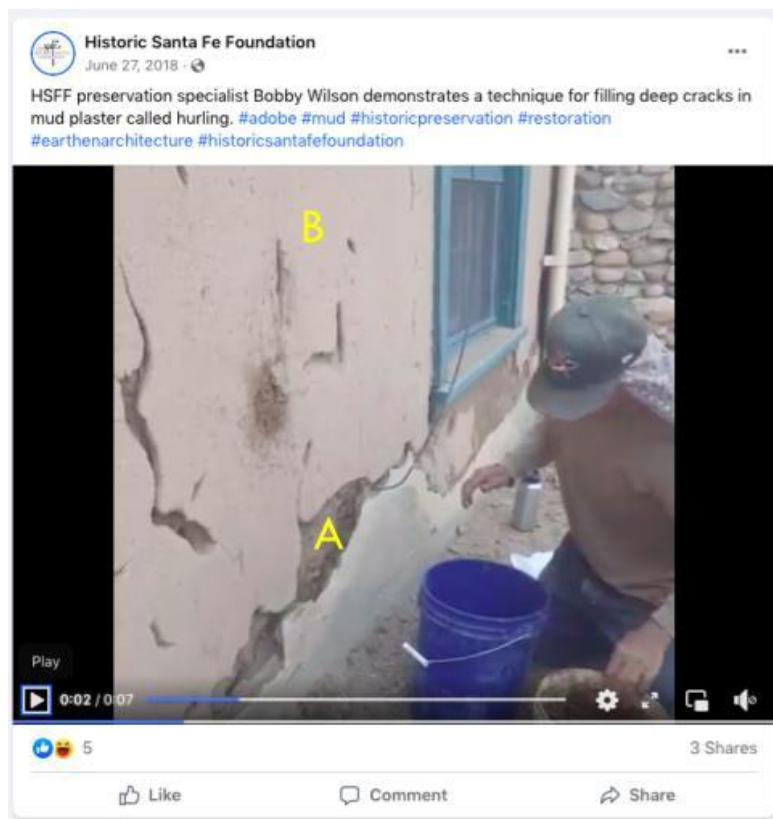 Historic Santa Fe Foundation
June 27, 2018 ·
HSFF preservation specialist Bobby Wilson demonstrates a technique for filling deep cracks in
mud plaster called hurling. #adobe #mud #historicpreservation #restoration
#earthenarchitecture #historicsantafefoundation
B
A
Play
0:02 / 0:07
5
3 Shares
Like
Comment
Share